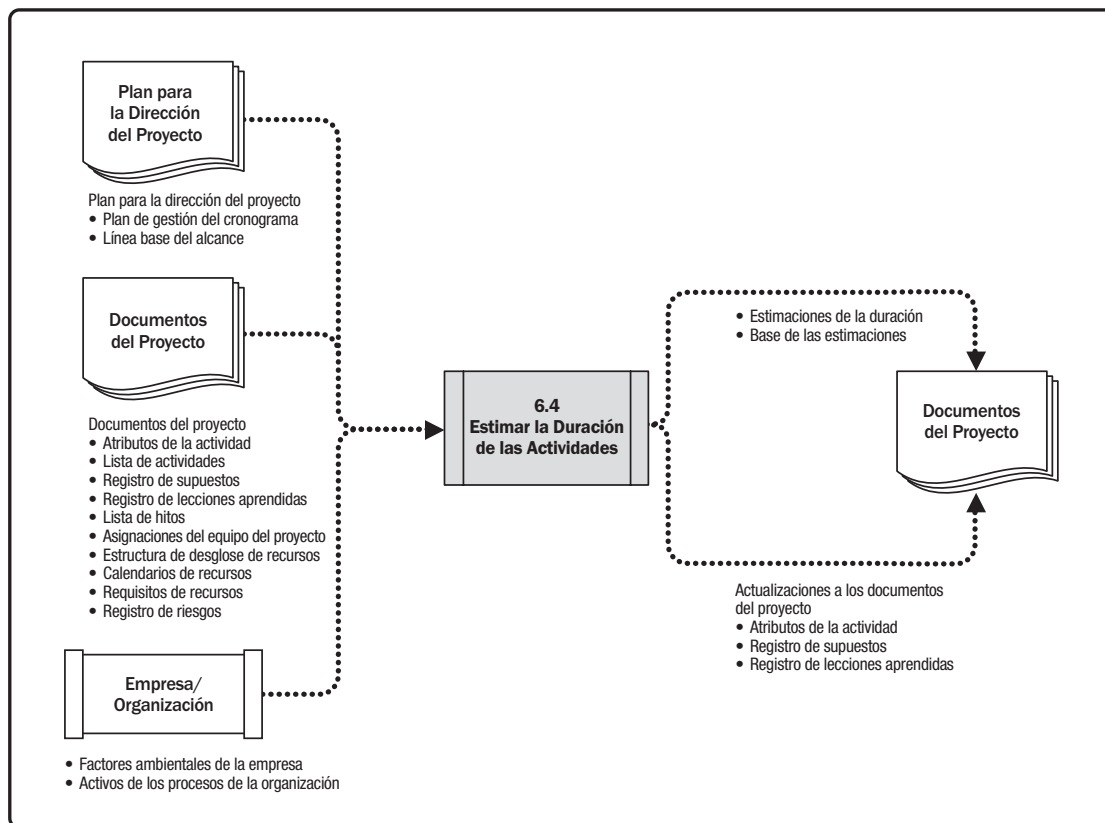 Plan para
la Dirección
del Proyecto
Plan para la dirección del proyecto
• Plan de gestión del cronograma
• Línea base del alcance
Documentos
del Proyecto
Documentos del proyecto
• Atributos de la actividad
• Lista de actividades
• Registro de supuestos
• Registro de lecciones aprendidas
• Lista de hitos
• Asignaciones del equipo del proyecto
• Estructura de desglose de recursos
• Calendarios de recursos
• Requisitos de recursos
• Registro de riesgos
Empresa/
Organización
• Factores ambientales de la empresa
• Activos de los procesos de la organización
6.4
Estimar la Duración
de las Actividades
• Estimaciones de la duración
• Base de las estimaciones
Documentos
del Proyecto
Actualizaciones a los documentos
del proyecto
• Atributos de la actividad
• Registro de supuestos
• Registro de lecciones aprendidas